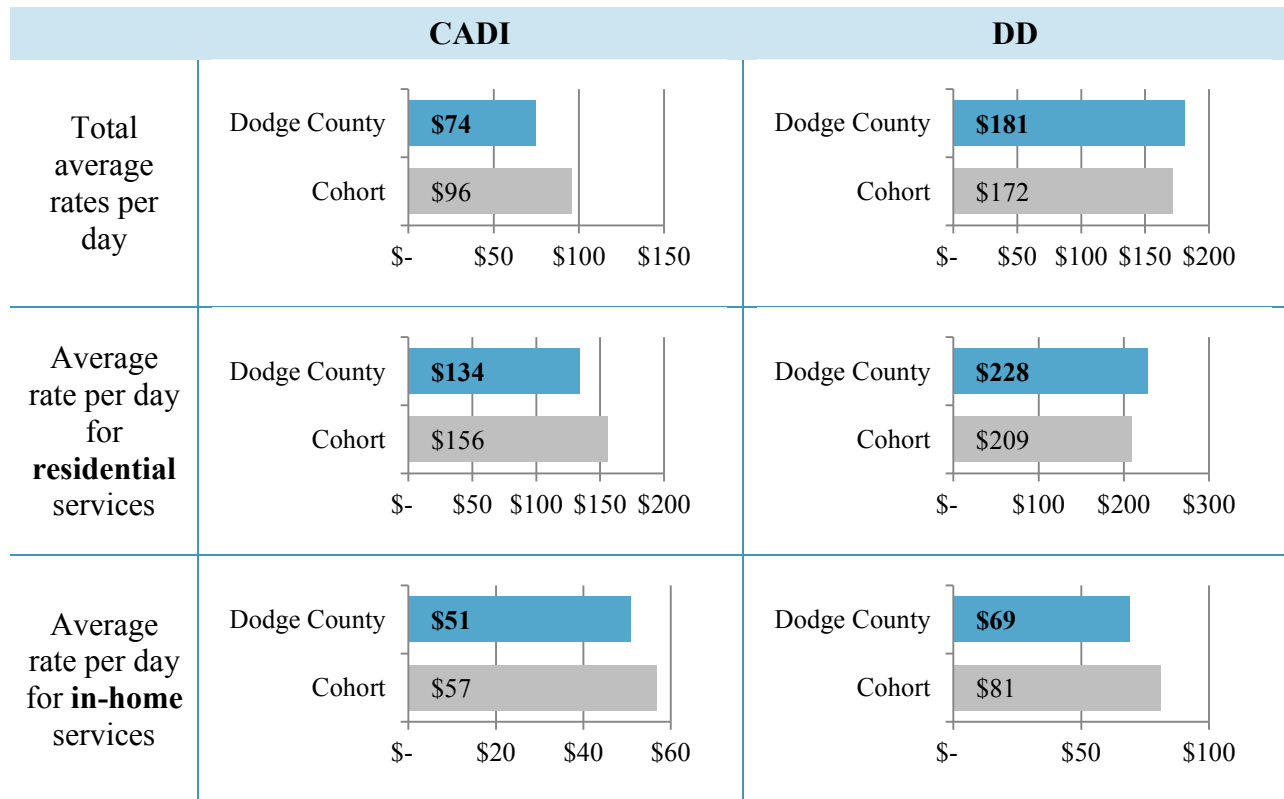 CADI DD
Total
average
rates per
day
Dodge County $74
Cohort $96
$- $50 $100 $150
Dodge County $181
Cohort $172
$- $50 $100 $150 $200
Average
rate per day
for
residential
services
Dodge County $134
Cohort $156
$- $50 $100 $150 $200
Dodge County $228
Cohort $209
$- $100 $200 $300
Average
rate per day
for in-home
services
Dodge County $51
Cohort $57
$- $20 $40 $60
Dodge County $69
Cohort $81
$- $50 $100